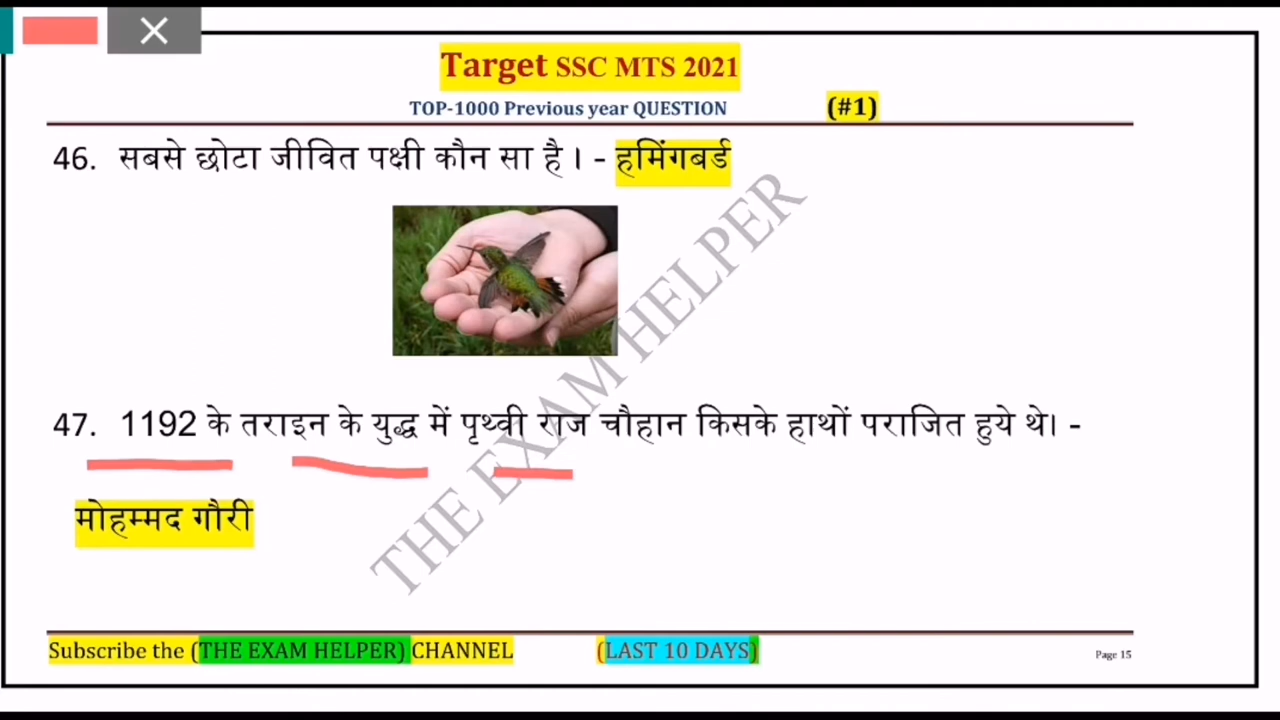 Target SSC MTS 2021
TOP-1000 Previous year QUESTION (#1)
46. सबसे छोटा जीवित पक्षी कौन सा है। - हमिंगबर्ड
47. 1192 के तराइन के युद्ध में पृथ्वी राज चौहान किसके हाथों पराजित हुये थे। -
मोहम्मद गौरी
THE EXAM HELPER
Subscribe the (THE EXAM HELPER) CHANNEL (LAST 10 DAYS)
Page 15